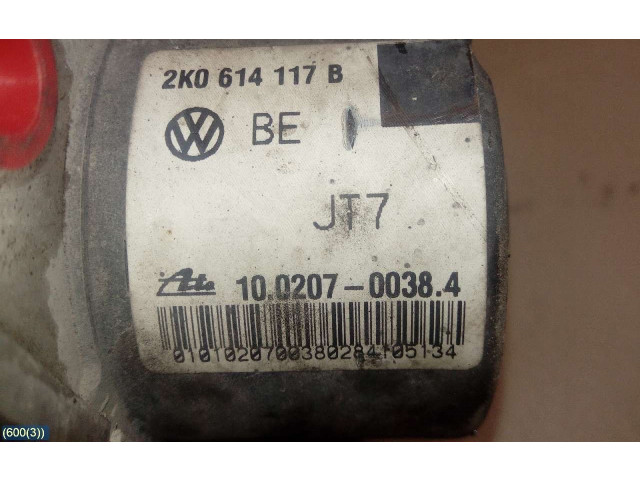 2K0 614 117 B
BE
JT7
Ate 10.0207-0038.4
0101020700380284105134
(600(3))